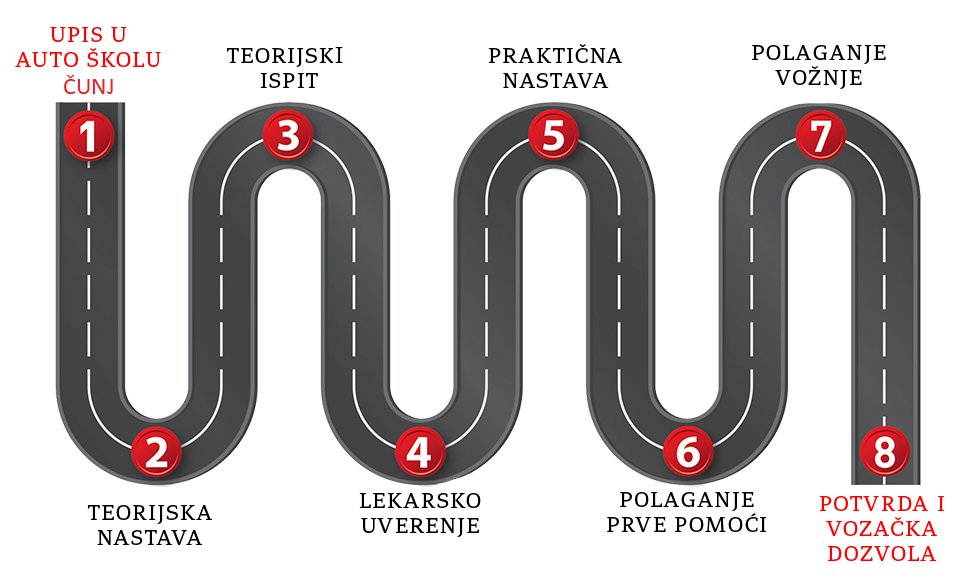 UPIS U
AUTO ŠKOLU
ČUNJ
1
TEORIJSKA
NASTAVA
2
TEORIJSKI
ISPIT
3
LEKARSKO
UVERENJE
4
PRAKTIČNA
NASTAVA
5
POLAGANJE
PRVE POMOĆI
6
POLAGANJE
VOŽNJE
7
POTVRDA I
VOZAČKA
DOZVOLA
8